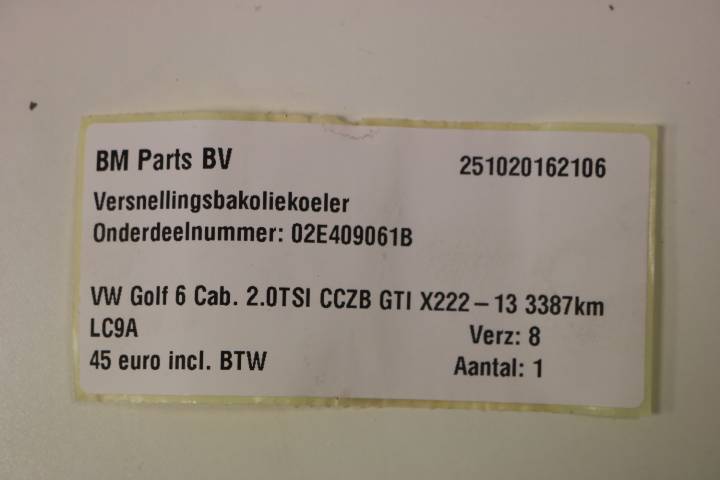 BM Parts BV 251020162106
Versnellingsbakoliekoeler
Onderdeelnummer: 02E409061B
VW Golf 6 Cab. 2.0TSI CCZB GTI X222 – 13 3387km
LC9A Verz: 8
45 euro incl. BTW Aantal: 1